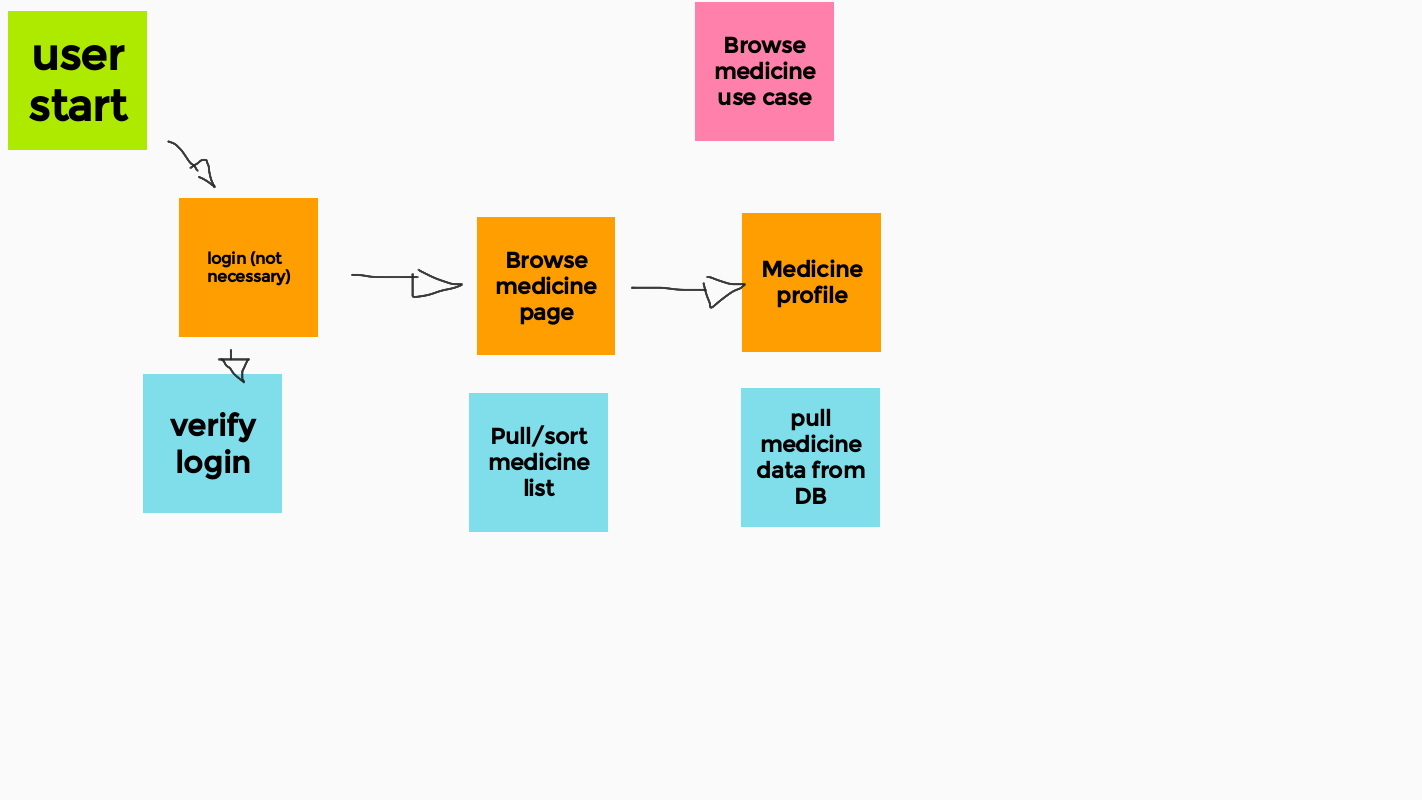 user
start
Browse
medicine
use case
login (not
necessary)
Browse
medicine
page
Medicine
profile
verify
login
Pull/sort
medicine
list
pull
medicine
data from
DB